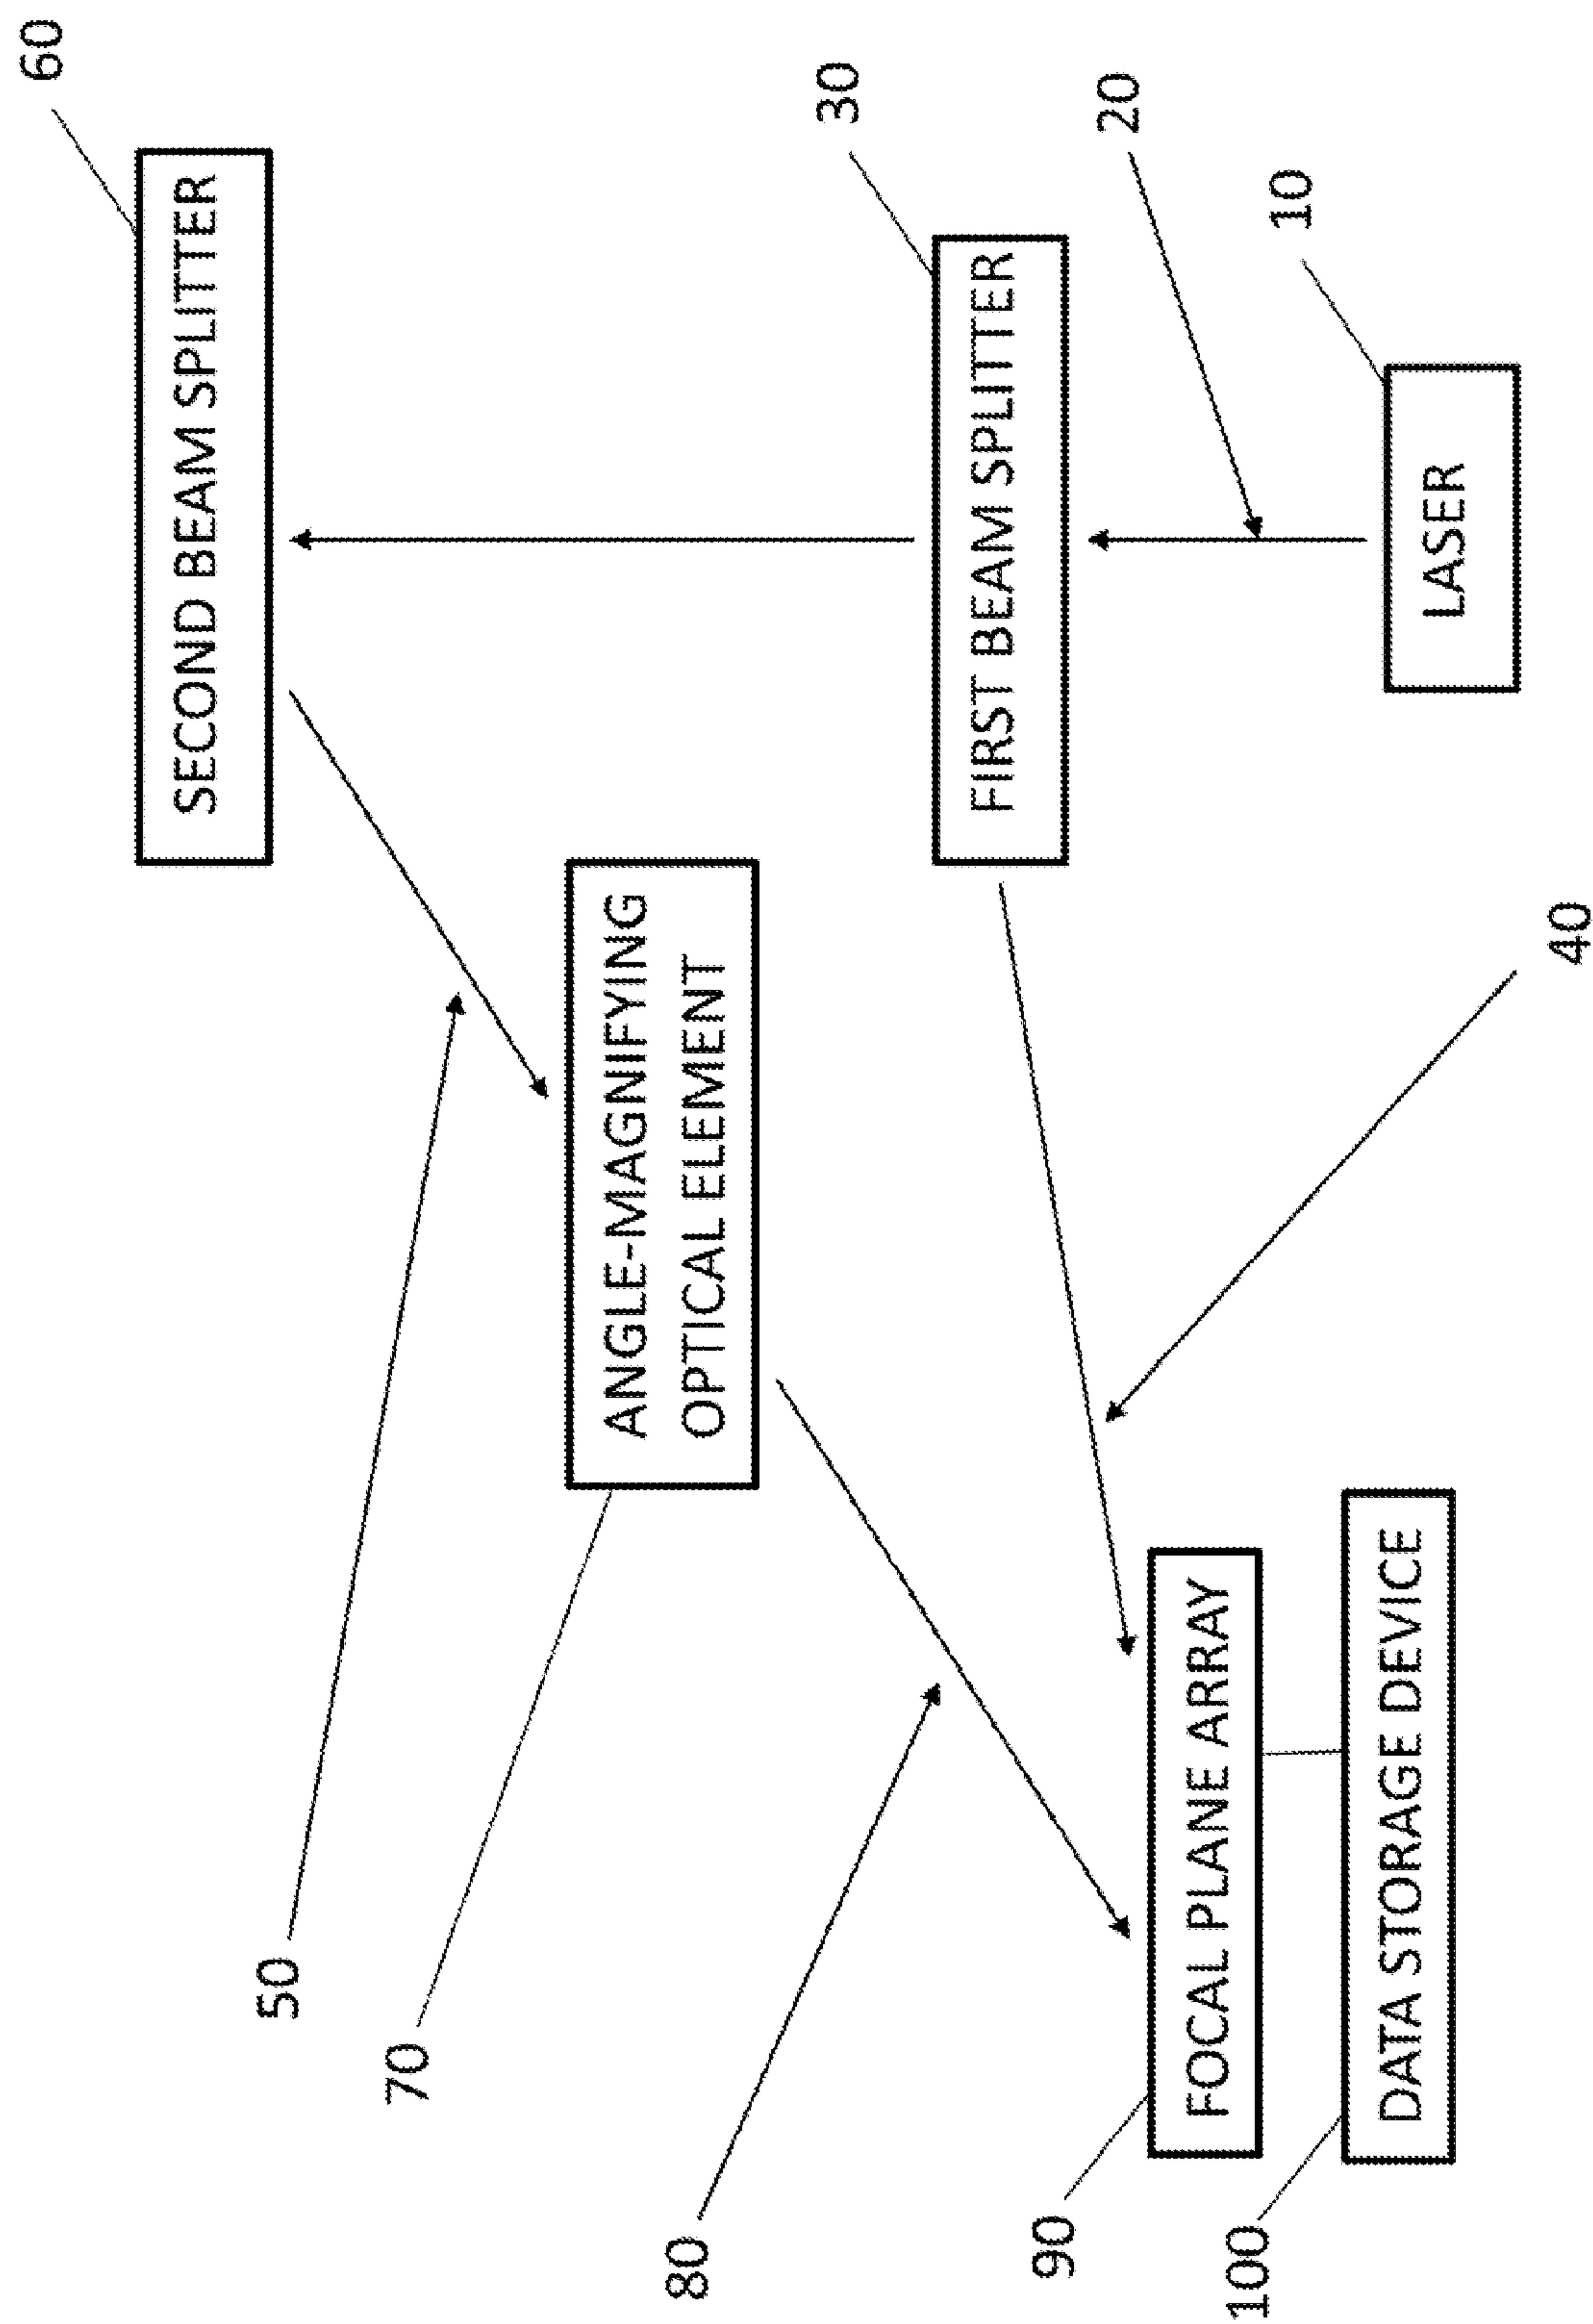 60
SECOND BEAM SPLITTER
50
70
ANGLE-MAGNIFYING
OPTICAL ELEMENT
80
30
FIRST BEAM SPLITTER
90
20
FOCAL PLANE ARRAY
100
10
DATA STORAGE DEVICE
LASER
40